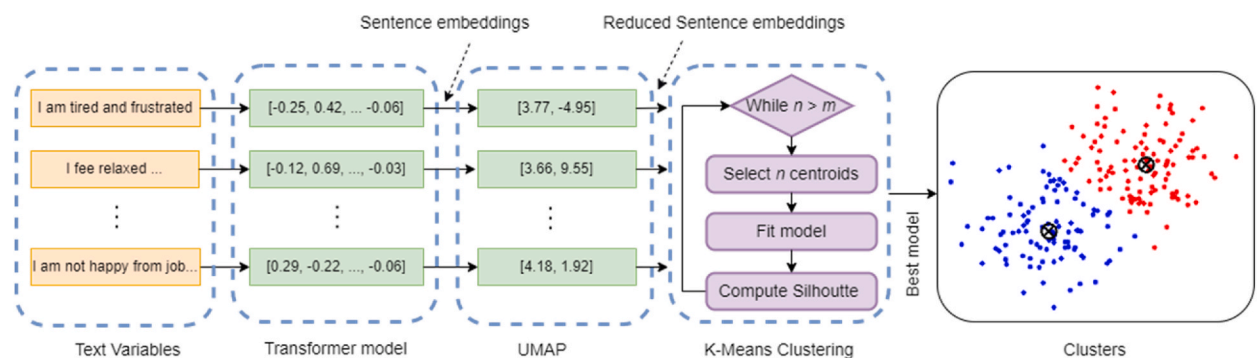 Sentence embeddings
Reduced Sentence embeddings
I am tired and frustrated
[-0.25, 0.42, ... -0.06]
[3.77, -4.95]
While n > m
I fee relaxed ...
[-0.12, 0.69, ..., -0.03]
[3.66, 9.55]
Select n centroids
Fit model
I am not happy from job...
[0.29, -0.22, ..., -0.06]
[4.18, 1.92]
Compute Silhoutte
Best model
Text Variables
Transformer model
UMAP
K-Means Clustering
Clusters